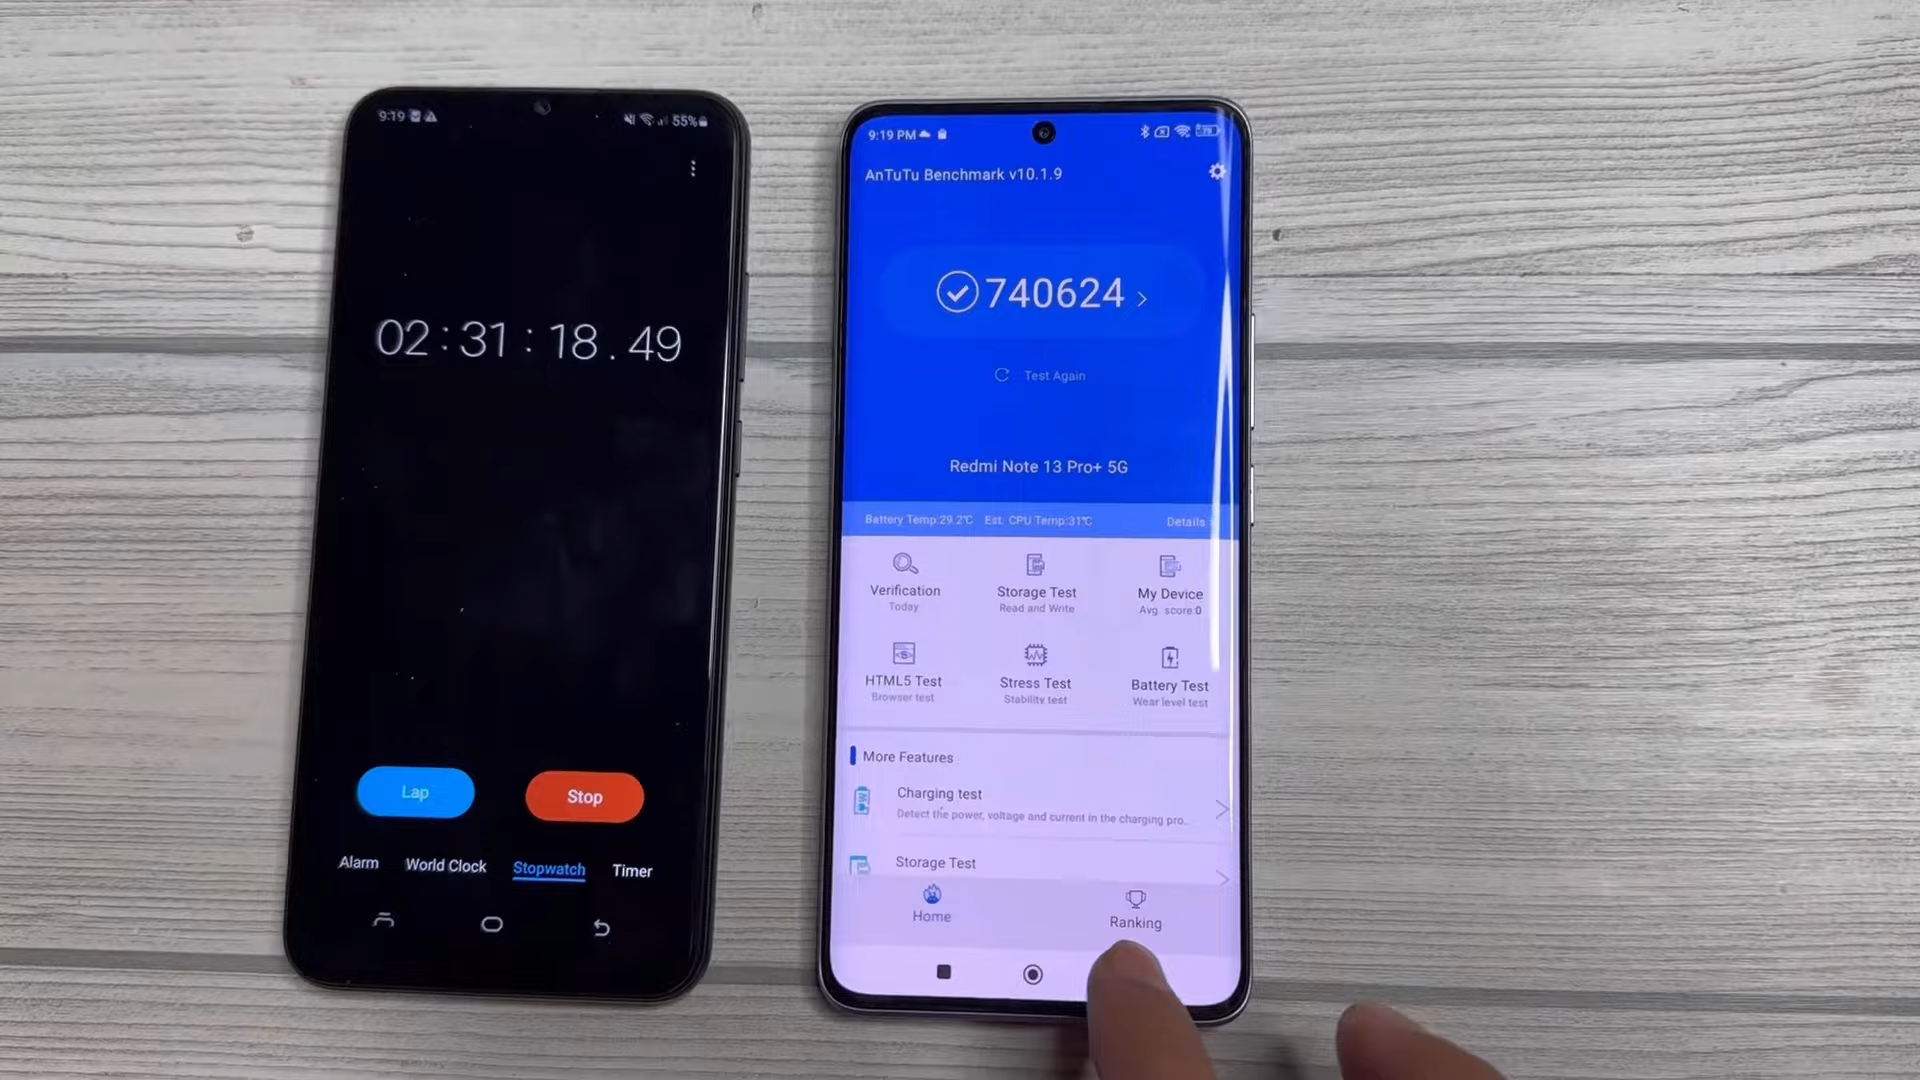 9:19
55%
02:31:18.49
Lap
Stop
Alarm
World Clock
Stopwatch
Timer
9:19 PM
AnTuTu Benchmark v10.1.9
740624
Test Again
Redmi Note 13 Pro+ 5G
Battery Temp:29.2℃ Est. CPU Temp:31℃ Details
Verification
Today
Storage Test
Read and Write
My Device
Avg. score:0
HTML5 Test
Browser test
Stress Test
Stability test
Battery Test
Wear level test
More Features
Charging test
Detect the power, voltage and current in the charging pro...
Storage Test
Home
Ranking